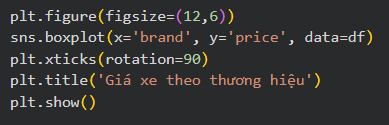 plt.figure(figsize=(12,6))
sns.boxplot(x='brand', y='price', data=df)
plt.xticks(rotation=90)
plt.title('Giá xe theo thương hiệu')
plt.show()